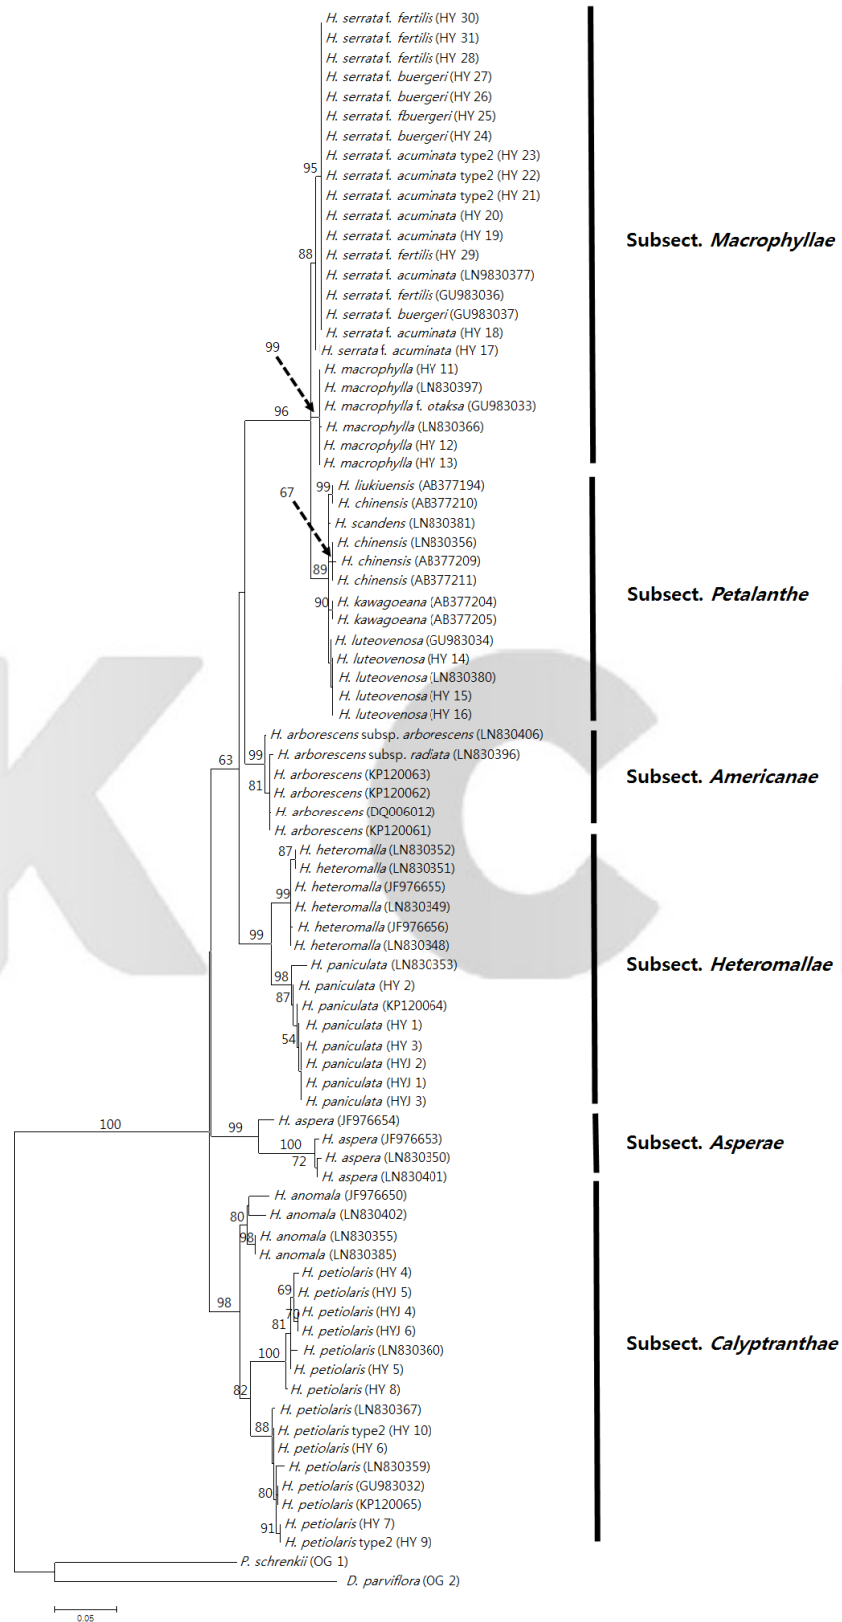 H. serrata f. fertilis (HY 30)
H. serrata f. fertilis (HY 31)
H. serrata f. fertilis (HY 28)
H. serrata f. buergeri (HY 27)
H. serrata f. buergeri (HY 26)
H. serrata f. fbuergeri (HY 25)
H. serrata f. buergeri (HY 24)
H. serrata f. acuminata type2 (HY 23)
95
H. serrata f. acuminata type2 (HY 22)
H. serrata f. acuminata type2 (HY 21)
H. serrata f. acuminata (HY 20)
H. serrata f. acuminata (HY 19)
Subsect. Macrophyllae
88
H. serrata f. fertilis (HY 29)
H. serrata f. acuminata (LN9830377)
H. serrata f. fertilis (GU983036)
H. serrata f. buergeri (GU983037)
H. serrata f. acuminata (HY 18)
99
H. serrata f. acuminata (HY 17)
H. macrophylla (HY 11)
H. macrophylla (LN830397)
96
H. macrophylla f. otaksa (GU983033)
H. macrophylla (LN830366)
H. macrophylla (HY 12)
H. macrophylla (HY 13)
99
H. liukiuensis (AB377194)
67
H. chinensis (AB377210)
H. scandens (LN830381)
H. chinensis (LN830356)
H. chinensis (AB377209)
89
H. chinensis (AB377211)
Subsect. Petalanthe
90
H. kawagoeana (AB377204)
H. kawagoeana (AB377205)
H. luteovenosa (GU983034)
H. luteovenosa (HY 14)
H. luteovenosa (LN830380)
H. luteovenosa (HY 15)
H. luteovenosa (HY 16)
H. arborescens subsp. arborescens (LN830406)
63
99
H. arborescens subsp. radiata (LN830396)
H. arborescens (KP120063)
Subsect. Americanae
81
H. arborescens (KP120062)
H. arborescens (DQ006012)
H. arborescens (KP120061)
87
H. heteromalla (LN830352)
H. heteromalla (LN830351)
99
H. heteromalla (JF976655)
H. heteromalla (LN830349)
99
H. heteromalla (JF976656)
H. heteromalla (LN830348)
H. paniculata (LN830353)
Subsect. Heteromallae
98
H. paniculata (HY 2)
87
H. paniculata (KP120064)
H. paniculata (HY 1)
54
H. paniculata (HY 3)
H. paniculata (HYJ 2)
H. paniculata (HYJ 1)
H. paniculata (HYJ 3)
100
99
H. aspera (JF976654)
100
H. aspera (JF976653)
Subsect. Asperae
72
H. aspera (LN830350)
H. aspera (LN830401)
H. anomala (JF976650)
80
H. anomala (LN830402)
98
H. anomala (LN830355)
H. anomala (LN830385)
H. petiolaris (HY 4)
69
H. petiolaris (HYJ 5)
98
70
H. petiolaris (HYJ 4)
81
H. petiolaris (HYJ 6)
Subsect. Calyptranthae
100
H. petiolaris (LN830360)
H. petiolaris (HY 5)
82
H. petiolaris (HY 8)
H. petiolaris (LN830367)
88
H. petiolaris type2 (HY 10)
H. petiolaris (HY 6)
H. petiolaris (LN830359)
80
H. petiolaris (GU983032)
H. petiolaris (KP120065)
91
H. petiolaris (HY 7)
H. petiolaris type2 (HY 9)
P. schrenkii (OG 1)
D. parviflora (OG 2)
0.05
K C